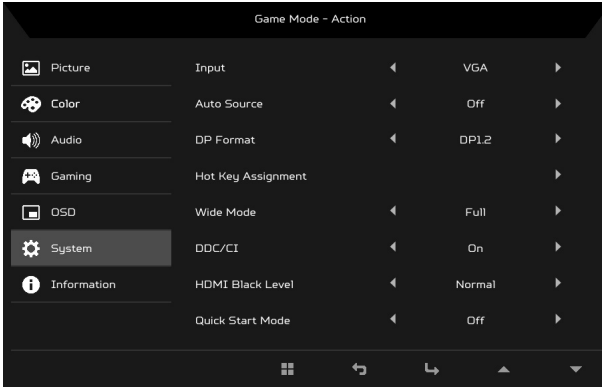 Game Mode - Action
Picture Input VGA
Color Auto Source Off
Audio DP Format DP1.2
Gaming Hot Key Assignment
OSD Wide Mode Full
System DDC/CI On
Information HDMI Black Level Normal
Quick Start Mode Off